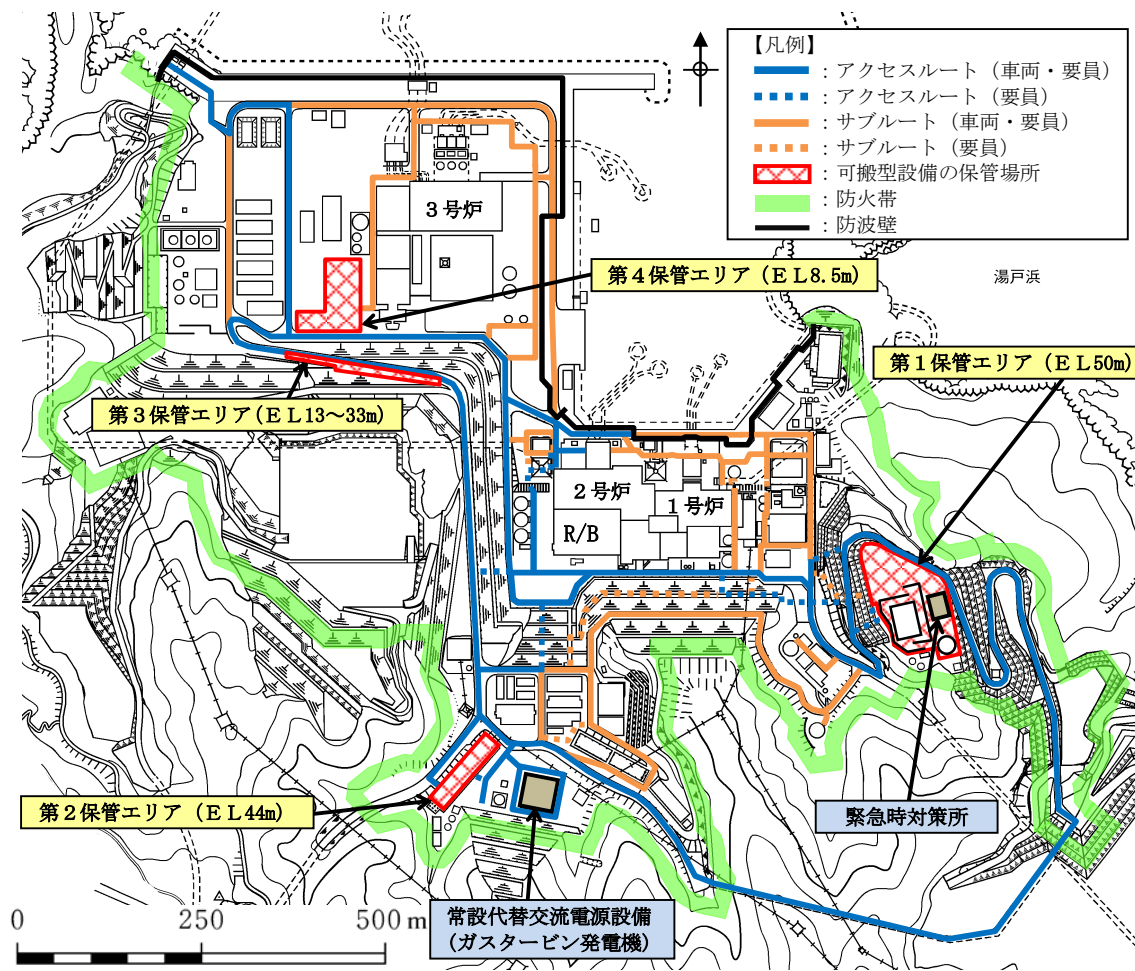 【凡例】
：アクセスルート（車両・要員）
：アクセスルート（要員）
：サブルート（車両・要員）
：サブルート（要員）
：可搬型設備の保管場所
：防火帯
：防波壁
３号炉
第４保管エリア（ＥＬ8.5m）
湯戸浜
第１保管エリア（ＥＬ50m）
第３保管エリア（ＥＬ13～33m）
２号炉
１号炉
R/B
第２保管エリア（ＥＬ44m）
緊急時対策所
常設代替交流電源設備
（ガスタービン発電機）
0 250 500 m